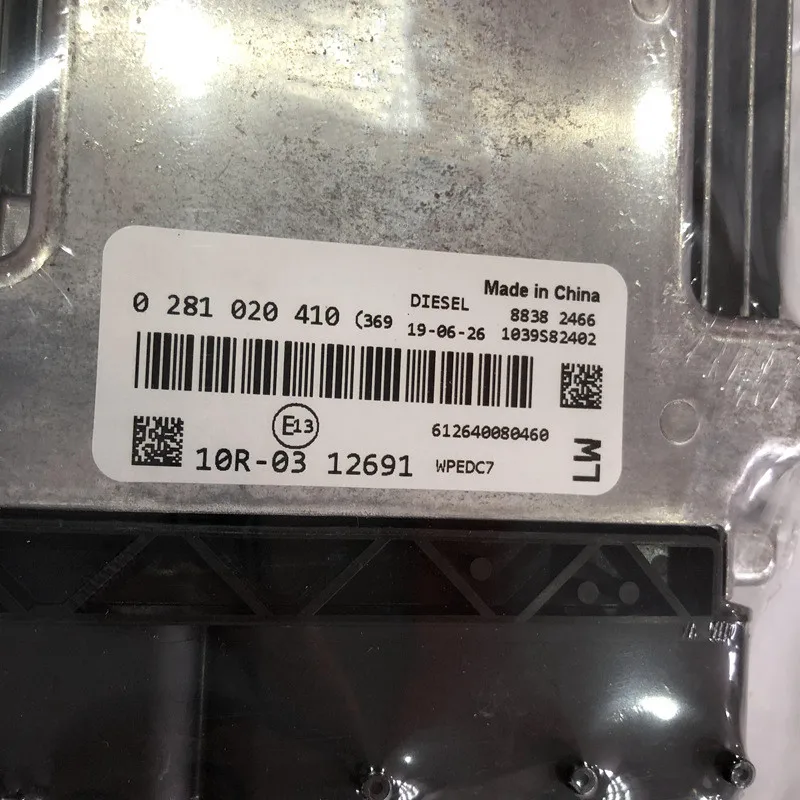 Made in China
0 281 020 410 (369 DIESEL 8838 2466
19-06-26 1039S82402
E13
612640080460
10R-03 12691 WPEDC7
LM